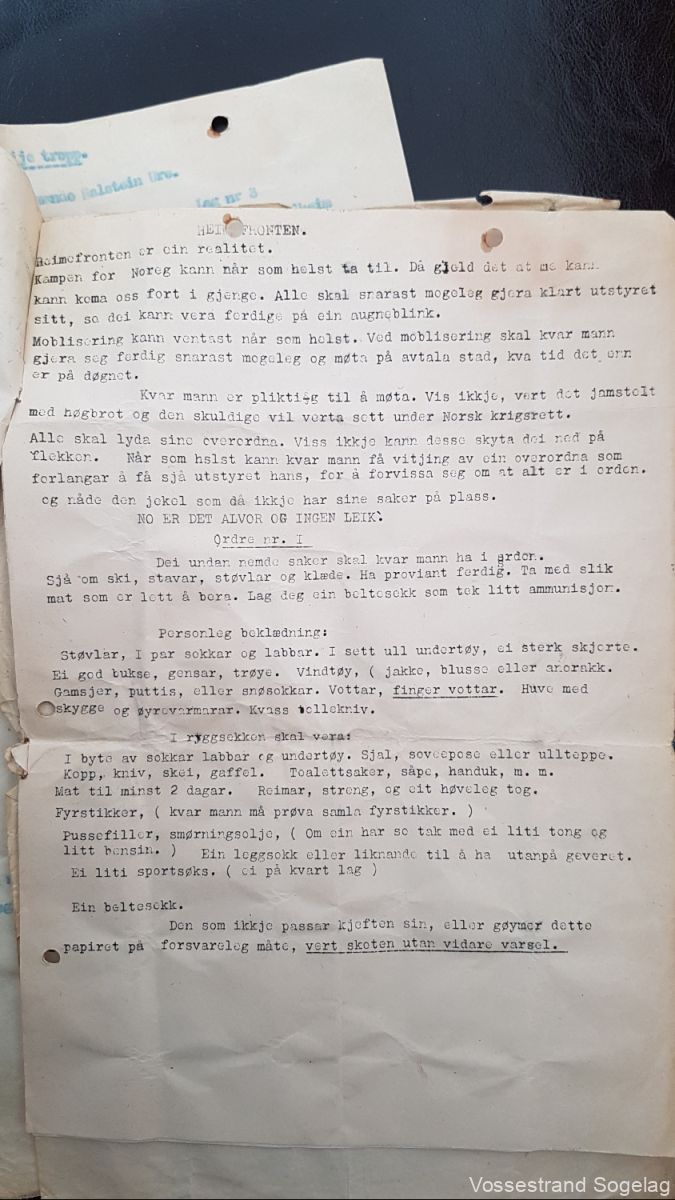 je tropp.
Halstein Bre.
Lag nr 3
HEIMEFRONTEN.
Heimefronten er ein realitet.
Kampen for Noreg kann når som helst ta til. Då gjeld det at me kann
kann koma oss fort i gjenge. Alle skal snarast mogeleg gjera klart utstyret
sitt, so dei kann vera ferdige på ein augneblink.
Moblisering kann ventast når som helst. Ved moblisering skal kvar mann
gjera seg ferdig snarast mogeleg og møta på avtala stad, kva tid det enn
er på døgnet.
Kvar mann er pliktig til å møta. Vis ikkje, vert det jamstelt
med høgbrot og den skuldige vil verta sett under Norsk krigsrett.
Alle skal lyda sine overordna. Viss ikkje kann desse skyta dei ned på
flekken. Når som helst kann kvar mann få vitjing av ein overordna som
forlangar å få sjå utstyret hans, for å forvissa seg om at alt er i orden.
og nåde den jekel som då ikkje har sine saker på plass.
NO ER DET ALVOR OG INGEN LEIK.
Ordre nr. I
Dei undan nemde saker skal kvar mann ha i orden.
Sjå om ski, stavar, støvlar og klæde. Ha proviant ferdig. Ta med slik
mat som er lett å bera. Lag deg ein beltesekk som tek litt ammunisjon.
Personleg beklædning:
Støvlar, I par sokkar og labbar. I sett ull undertøy, ei sterk skjorte.
Ei god bukse, gensar, trøye. Vindtøy, ( jakke, blusse eller anorakk.
Gamsjer, puttis, eller snøsokkar. Vottar, finger vottar. Huve med
skygge og øyrevarmarar. Kvass tollekniv.
I ryggsekken skal vera:
I byte av sokkar labbar og undertøy. Sjal, sovepose eller ullteppe.
Kopp, kniv, skei, gaffel. Toalettsaker, såpe, handuk, m. m.
Mat til minst 2 dagar. Reimar, streng, og eit høveleg tog.
Fyrstikker, ( kvar mann må prøva samla fyrstikker. )
Pussefiller, smørningsolje, ( Om ein har so tak med ei liti tong og
litt bensin. ) Ein leggsokk eller liknande til å ha utanpå geveret.
Ei liti sportsøks. ( ei på kvart lag )
Ein beltesekk.
Den som ikkje passar kjeften sin, eller gøymer dette
papiret på forsvareleg måte, vert skoten utan vidare varsel.
Vossestrand Sogelag